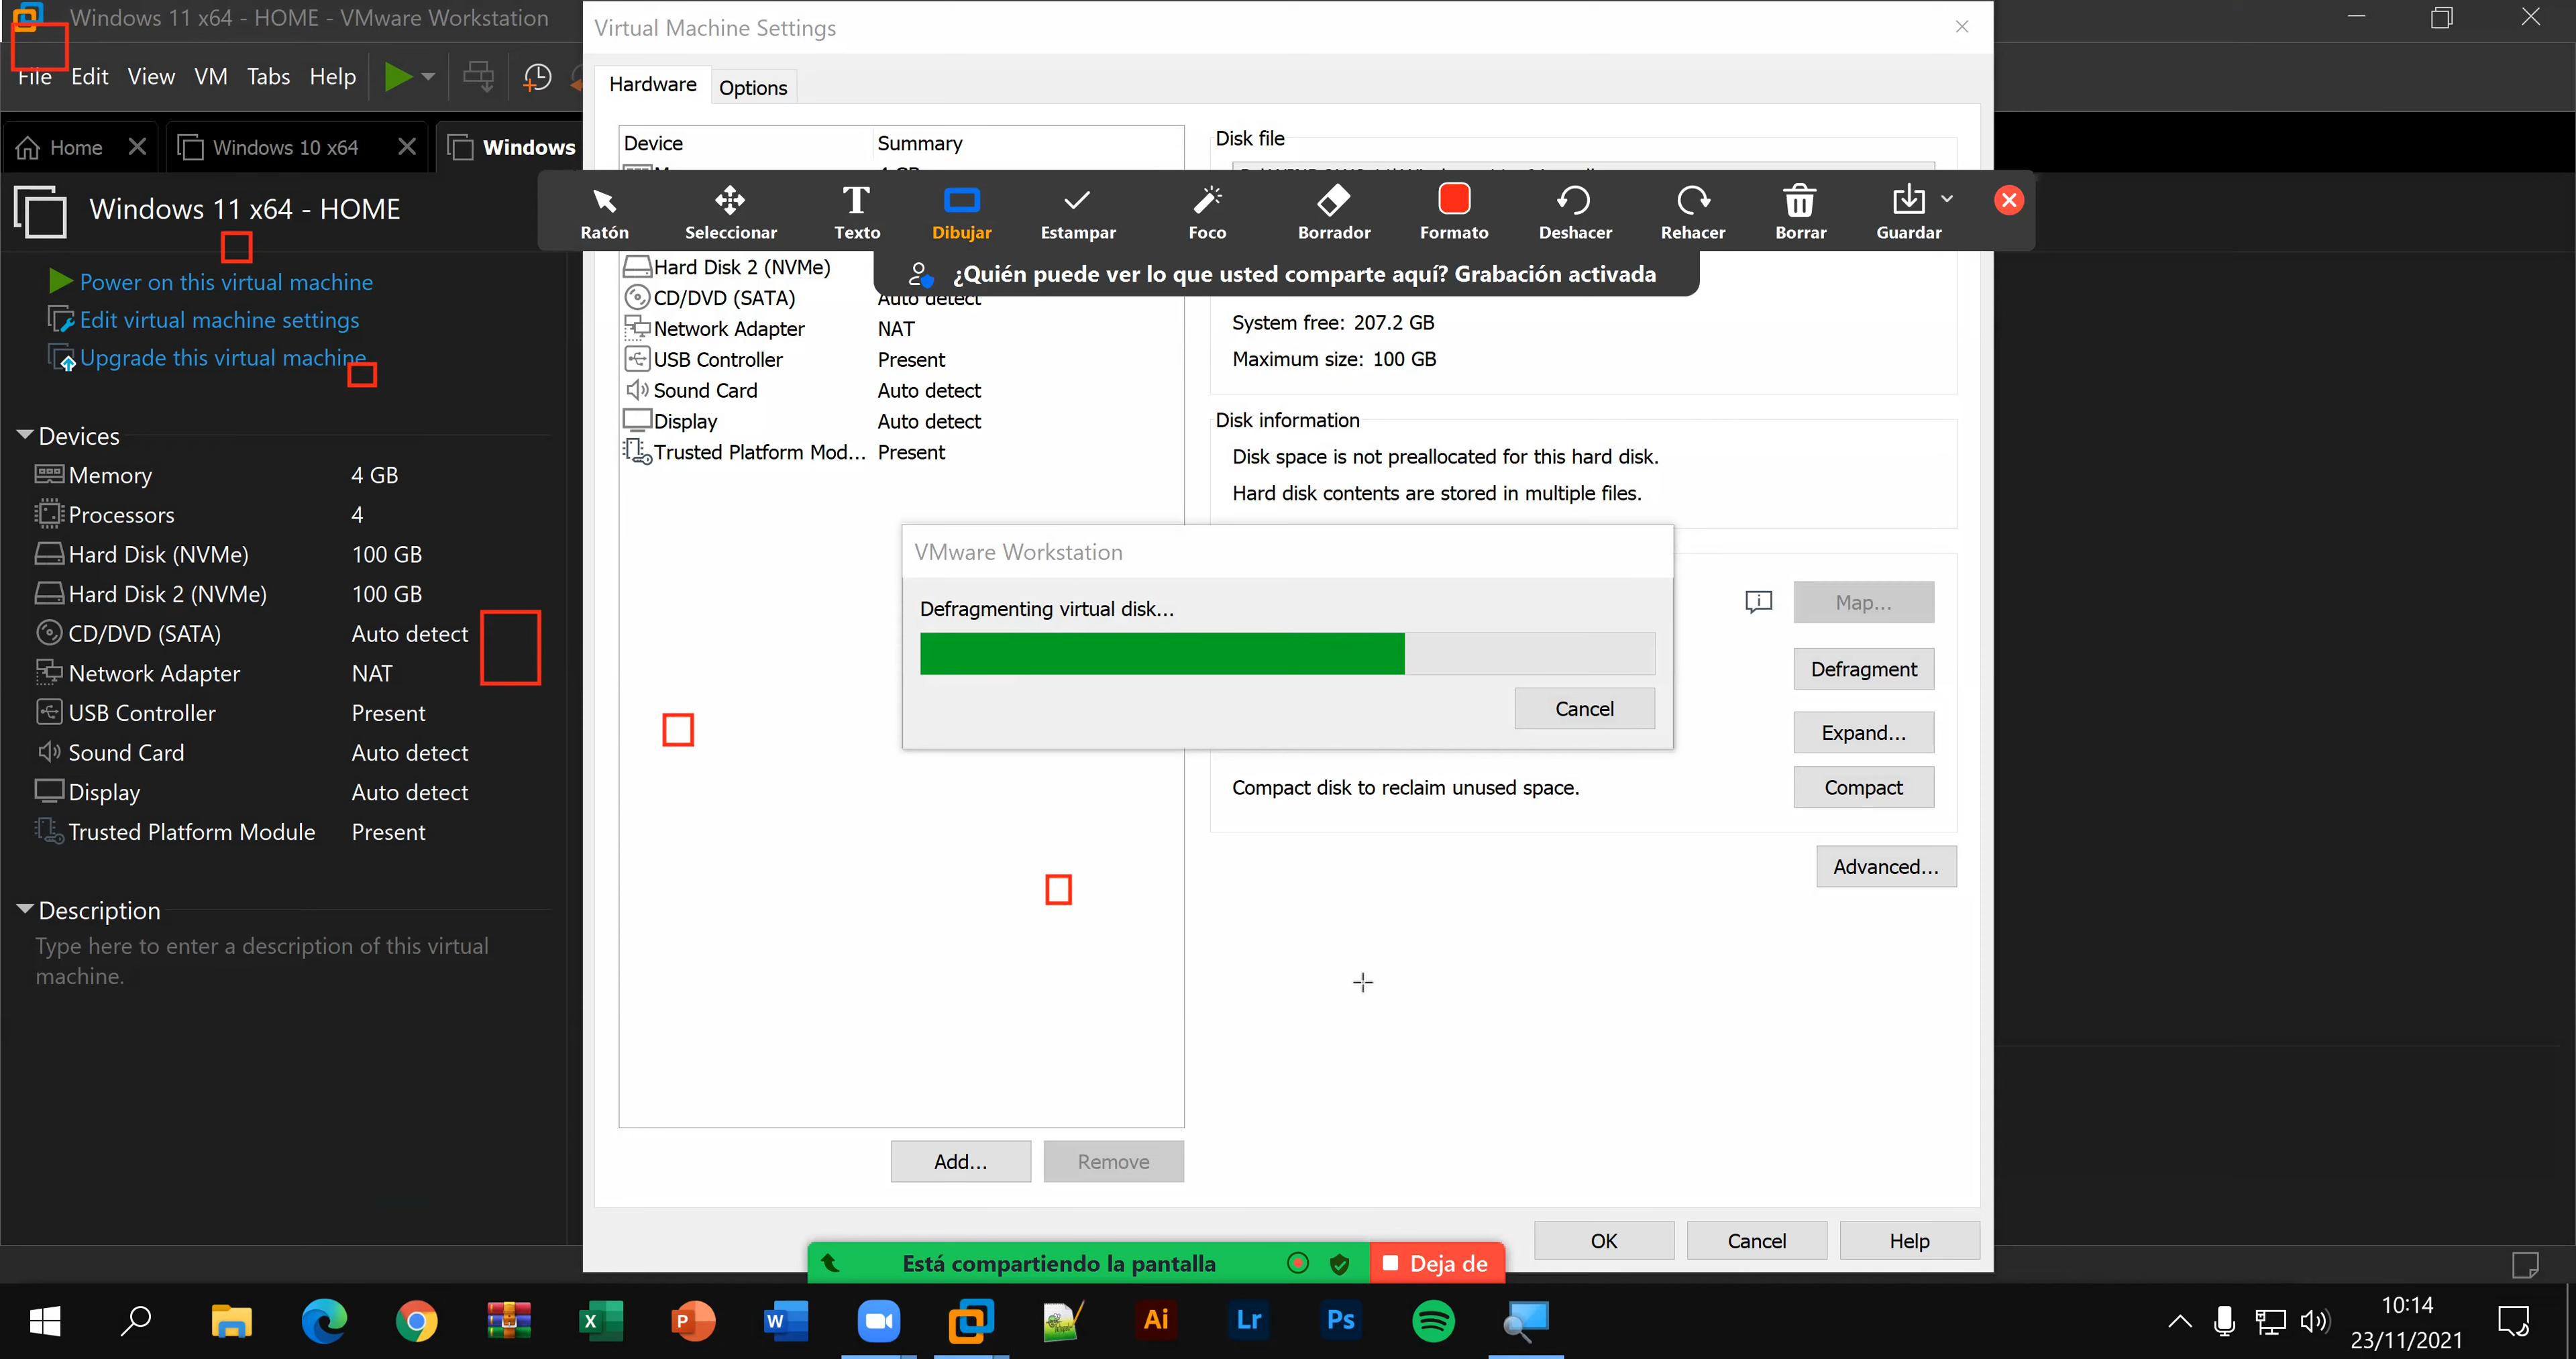 Windows 11 x64 - HOME - VMware Workstation
File Edit View VM Tabs Help
Home
Windows 10 x64
Windows
Windows 11 x64 - HOME
Power on this virtual machine
Edit virtual machine settings
Upgrade this virtual machine
Devices
Memory 4 GB
Processors 4
Hard Disk (NVMe) 100 GB
Hard Disk 2 (NVMe) 100 GB
CD/DVD (SATA) Auto detect
Network Adapter NAT
USB Controller Present
Sound Card Auto detect
Display Auto detect
Trusted Platform Module Present
Description
Type here to enter a description of this virtual
machine.
Virtual Machine Settings
Hardware Options
Device Summary
Ratón Seleccionar Texto Dibujar Estampar Foco Borrador Formato Deshacer Rehacer Borrar Guardar
¿Quién puede ver lo que usted comparte aquí? Grabación activada
Hard Disk 2 (NVMe)
CD/DVD (SATA) Auto detect
Network Adapter NAT
USB Controller Present
Sound Card Auto detect
Display Auto detect
Trusted Platform Mod... Present
Add... Remove
Disk file
System free: 207.2 GB
Maximum size: 100 GB
Disk information
Disk space is not preallocated for this hard disk.
Hard disk contents are stored in multiple files.
Map...
Defragment
Expand...
Compact disk to reclaim unused space. Compact
Advanced...
VMware Workstation
Defragmenting virtual disk...
Cancel
OK Cancel Help
Está compartiendo la pantalla
Deja de
X P W Ai Lr Ps
10:14
23/11/2021